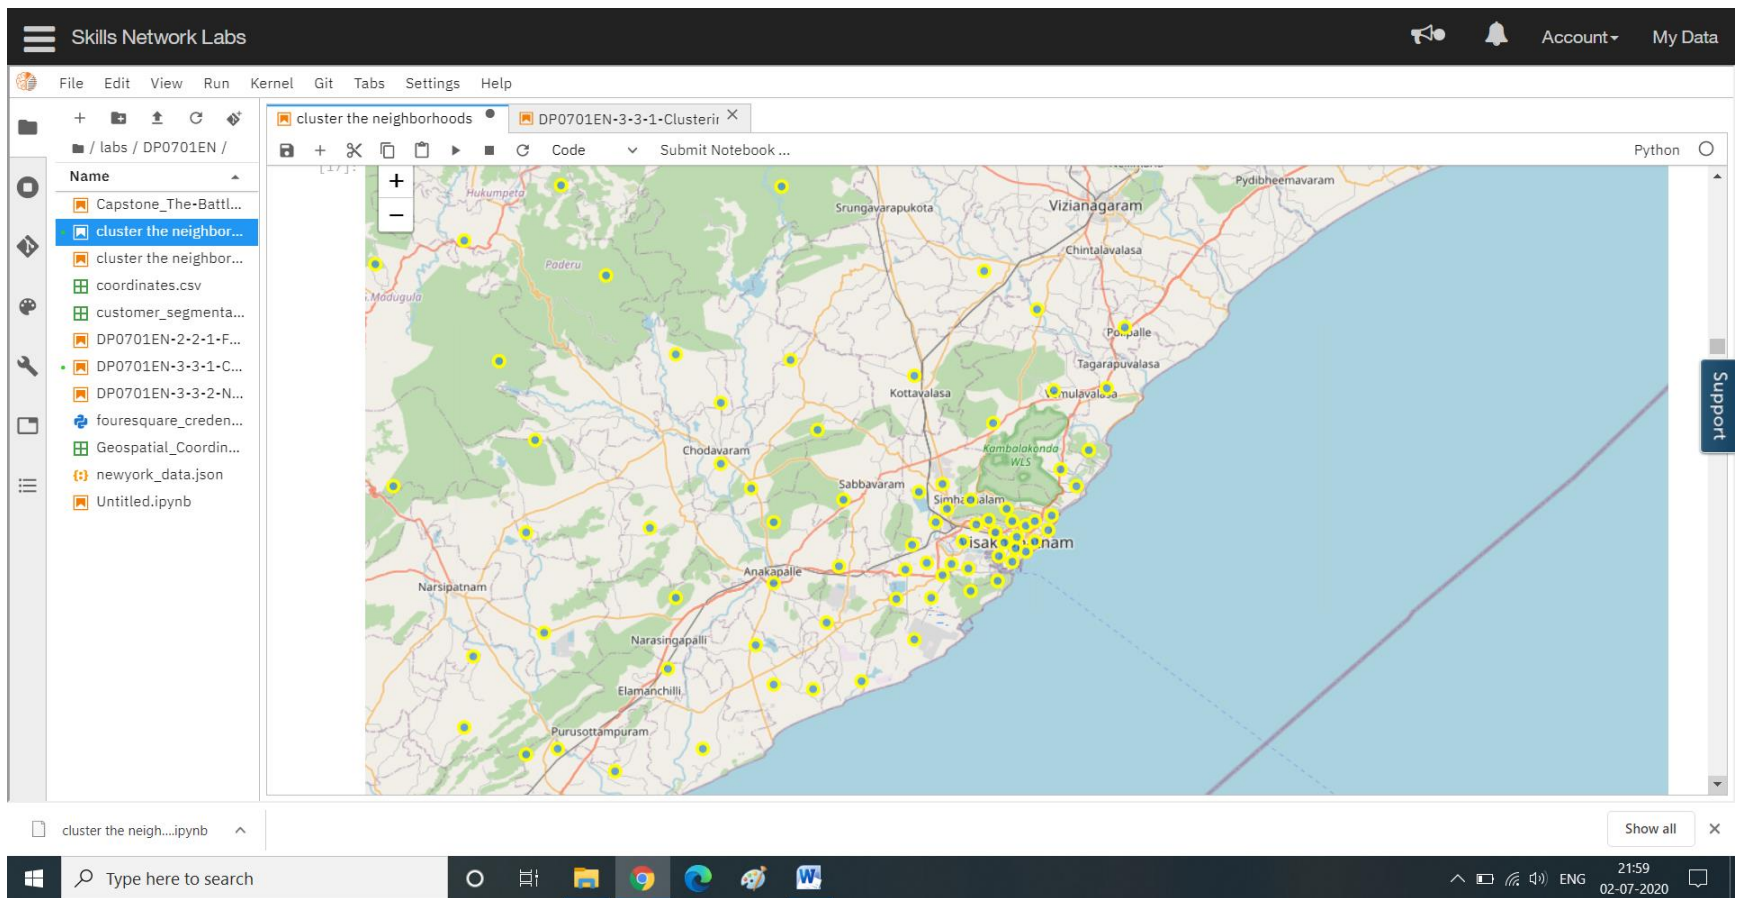 Skills Network Labs
Account
My Data
File Edit View Run Kernel Git Tabs Settings Help
cluster the neighborhoods
DP0701EN-3-3-1-Clusterir
/ labs / DP0701EN /
Code
Submit Notebook ...
Python
Name
Capstone_The-Battl...
cluster the neighbor...
cluster the neighbor...
coordinates.csv
customer_segmenta...
DP0701EN-2-2-1-F...
DP0701EN-3-3-1-C...
DP0701EN-3-3-2-N...
fouresquare_creden...
Geospatial_Coordin...
newyork_data.json
Untitled.ipynb
[17]:
+
−
Hukumpeta
Pydibheemavaram
Srungavarapukota
Vizianagaram
Chintalavalasa
Paderu
Madugula
Tagarapuvalasa
Kottavalasa
Chodavaram
Kambalakonda
WLS
Sabbavaram
Anakapalle
Narsipatnam
Narasingapalli
Elamanchilli
Purusottampuram
Support
cluster the neigh....ipynb
Show all
Type here to search
ENG
21:59
02-07-2020